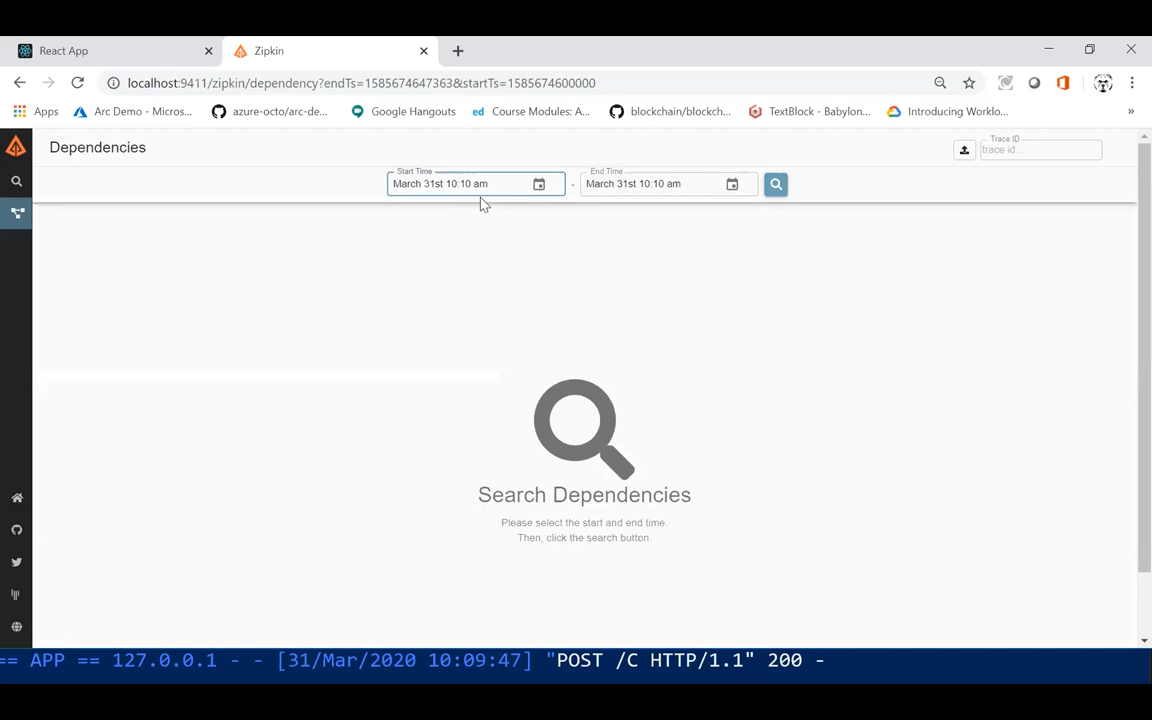 React App
Zipkin
localhost:9411/zipkin/dependency?endTs=1585674647363&startTs=1585674600000
Apps
Arc Demo - Micros...
azure-octo/arc-de...
Google Hangouts
ed Course Modules: A...
blockchain/blockch...
TextBlock - Babylon...
Introducing Worklo...
»
Dependencies
Trace ID
trace id...
Start Time
March 31st 10:10 am
-
End Time
March 31st 10:10 am
Search Dependencies
Please select the start and end time.
Then, click the search button.
== APP == 127.0.0.1 - - [31/Mar/2020 10:09:47] "POST /C HTTP/1.1" 200 -